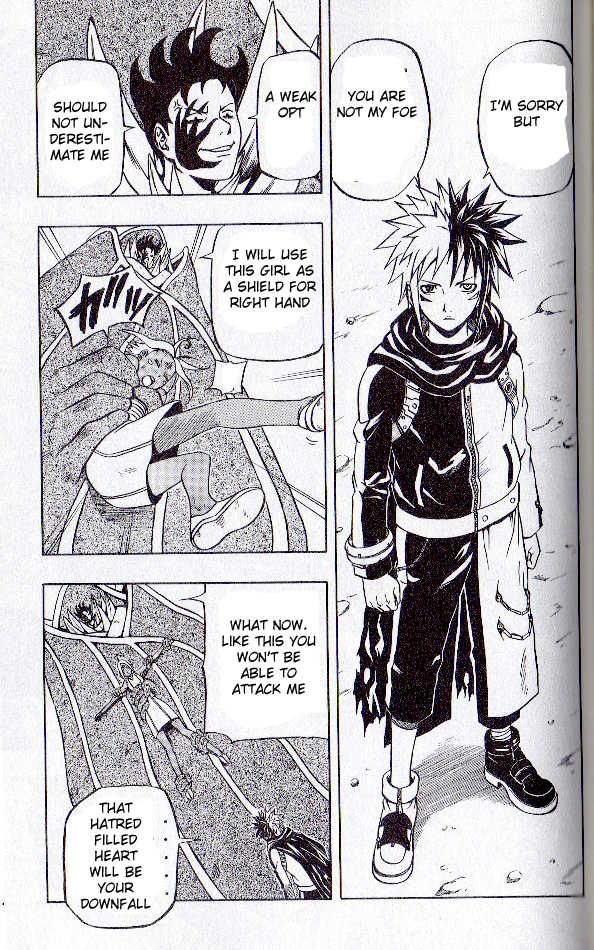 I'M SORRY
BUT
YOU ARE
NOT MY FOE
A WEAK
OPT
SHOULD
NOT UN-
DERESTI-
MATE ME
I WILL USE
THIS GIRL AS
A SHIELD FOR
RIGHT HAND
WHAT NOW.
LIKE THIS YOU
WON'T BE
ABLE TO
ATTACK ME
THAT
HATRED
FILLED
HEART
WILL BE
YOUR
DOWNFALL